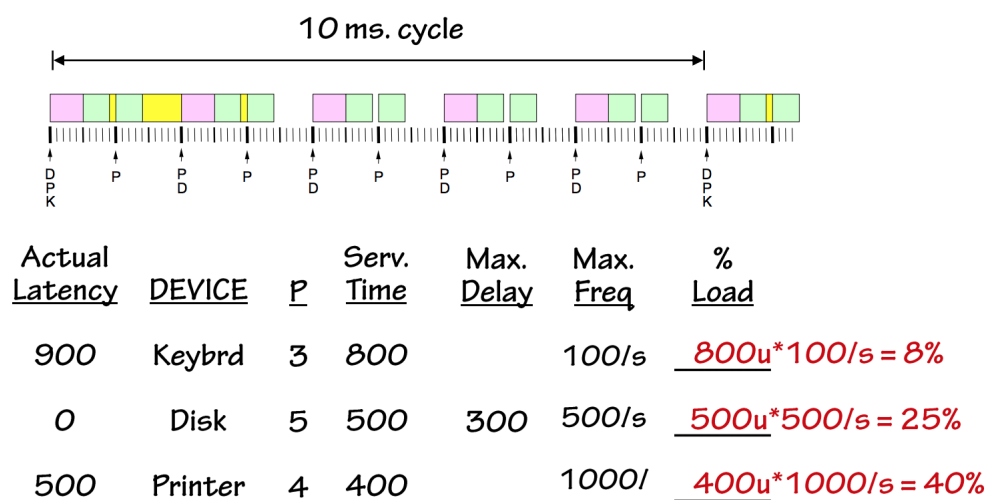 10 ms. cycle
D P P P P P P P P P D
P D D D D P
K K
Actual Serv. Max. Max. %
Latency DEVICE P Time Delay Freq Load
900 Keybrd 3 800 100/s 800u*100/s = 8%
0 Disk 5 500 300 500/s 500u*500/s = 25%
500 Printer 4 400 1000/ 400u*1000/s = 40%